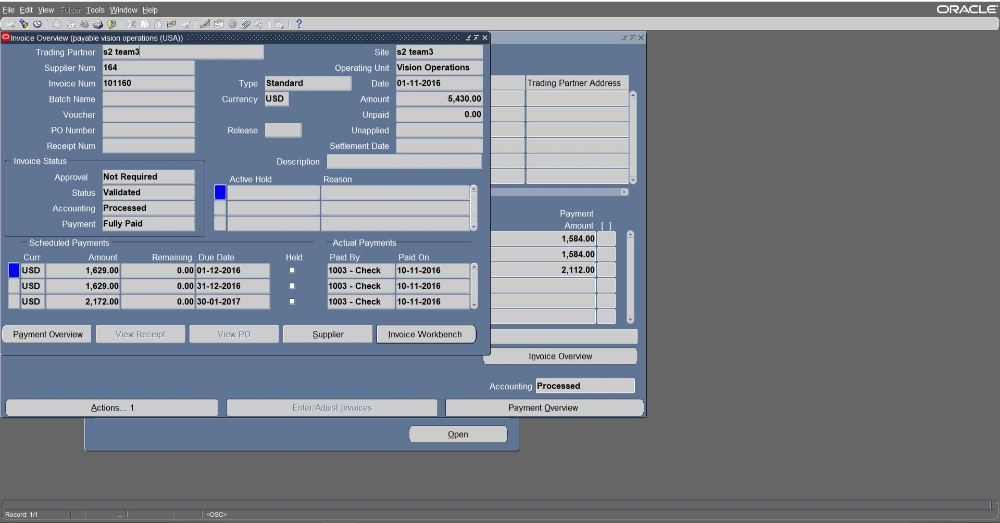 File Edit View Folder Tools Window Help
ORACLE
Invoice Overview (payable vision operations (USA))
Trading Partner s2 team3 Site s2 team3
Supplier Num 164 Operating Unit Vision Operations
Invoice Num 101160 Type Standard Date 01-11-2016
Batch Name Currency USD Amount 5,430.00
Voucher Unpaid 0.00
PO Number Release Unapplied
Receipt Num Settlement Date
Invoice Status Description
Approval Not Required
Active Hold Reason
Status Validated
Accounting Processed
Payment Fully Paid
Scheduled Payments Actual Payments
Curr Amount Remaining Due Date Held Paid By Paid On
USD 1,629.00 0.00 01-12-2016 1003 - Check 10-11-2016
USD 1,629.00 0.00 31-12-2016 1003 - Check 10-11-2016
USD 2,172.00 0.00 30-01-2017 1003 - Check 10-11-2016
Payment Overview View Receipt View PO Supplier Invoice Workbench
Trading Partner Address
Payment
Amount [ ]
1,584.00
1,584.00
2,112.00
Invoice Overview
Accounting Processed
Actions... 1 Enter/Adjust Invoices Payment Overview
Open
Record: 1/1 ... <OSC>